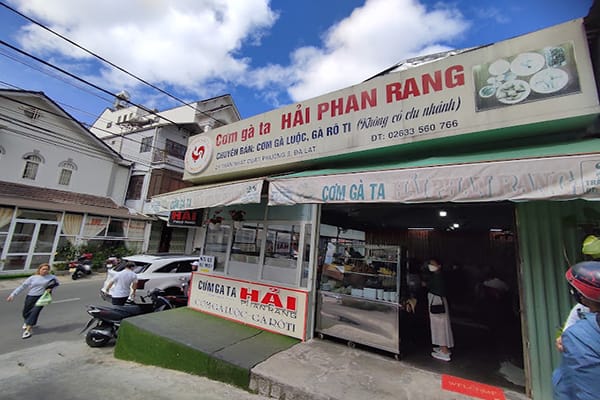 Cơm gà ta HẢI PHAN RANG
CHUYÊN BÁN: CƠM GÀ LUỘC, GÀ RÔ TI (Không có chi nhánh)
ĐT: 02633 560 766
CƠM GÀ TA HẢI PHAN RANG
HẢI
CƠM GÀ TA HẢI
PHAN RANG
CƠM GÀ LUỘC, GÀ RÔ TI
WELCOME